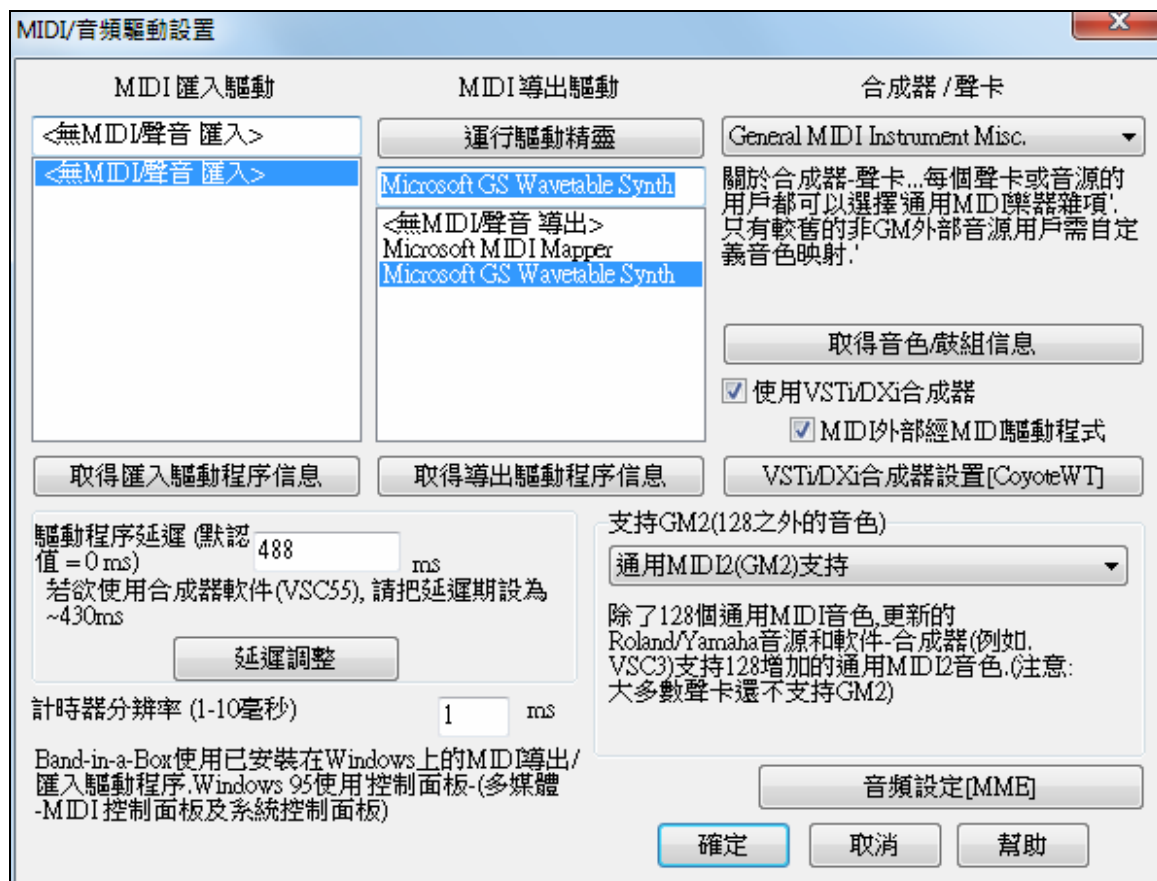 MIDI/音頻驅動設置
MIDI 匯入驅動
<無MIDI/聲音 匯入>
<無MIDI/聲音 匯入>
取得匯入驅動程序信息
MIDI 導出驅動
運行驅動精靈
Microsoft GS Wavetable Synth
<無MIDI/聲音 導出>
Microsoft MIDI Mapper
Microsoft GS Wavetable Synth
取得導出驅動程序信息
合成器 / 聲卡
General MIDI Instrument Misc.
關於合成器-聲卡...每個聲卡或音源的
用戶都可以選擇'通用MIDI樂器雜項'.
只有較舊的非GM外部音源用戶需自定
義音色映射.'
取得音色/鼓組信息
使用VSTi/DXi合成器
MIDI外部經MIDI驅動程式
VSTi/DXi合成器設置[CoyoteWT]
驅動程序延遲 (默認
值 = 0 ms)
488
ms
若欲使用合成器軟件(VSC55), 請把延遲期設為
~430ms
延遲調整
計時器分辨率 (1-10毫秒)
1
ms
Band-in-a-Box使用已安裝在Windows上的MIDI導出/
匯入驅動程序.Windows 95使用'控制面板-(多媒體
-MIDI 控制面板及系統控制面板)
支持GM2(128之外的音色)
通用MIDI2(GM2)支持
除了128個通用MIDI音色,更新的
Roland/Yamaha音源和軟件-合成器(例如.
VSC3)支持128增加的通用MIDI2音色.(注意:
大多數聲卡還不支持GM2)
音頻設定[MME]
確定
取消
幫助